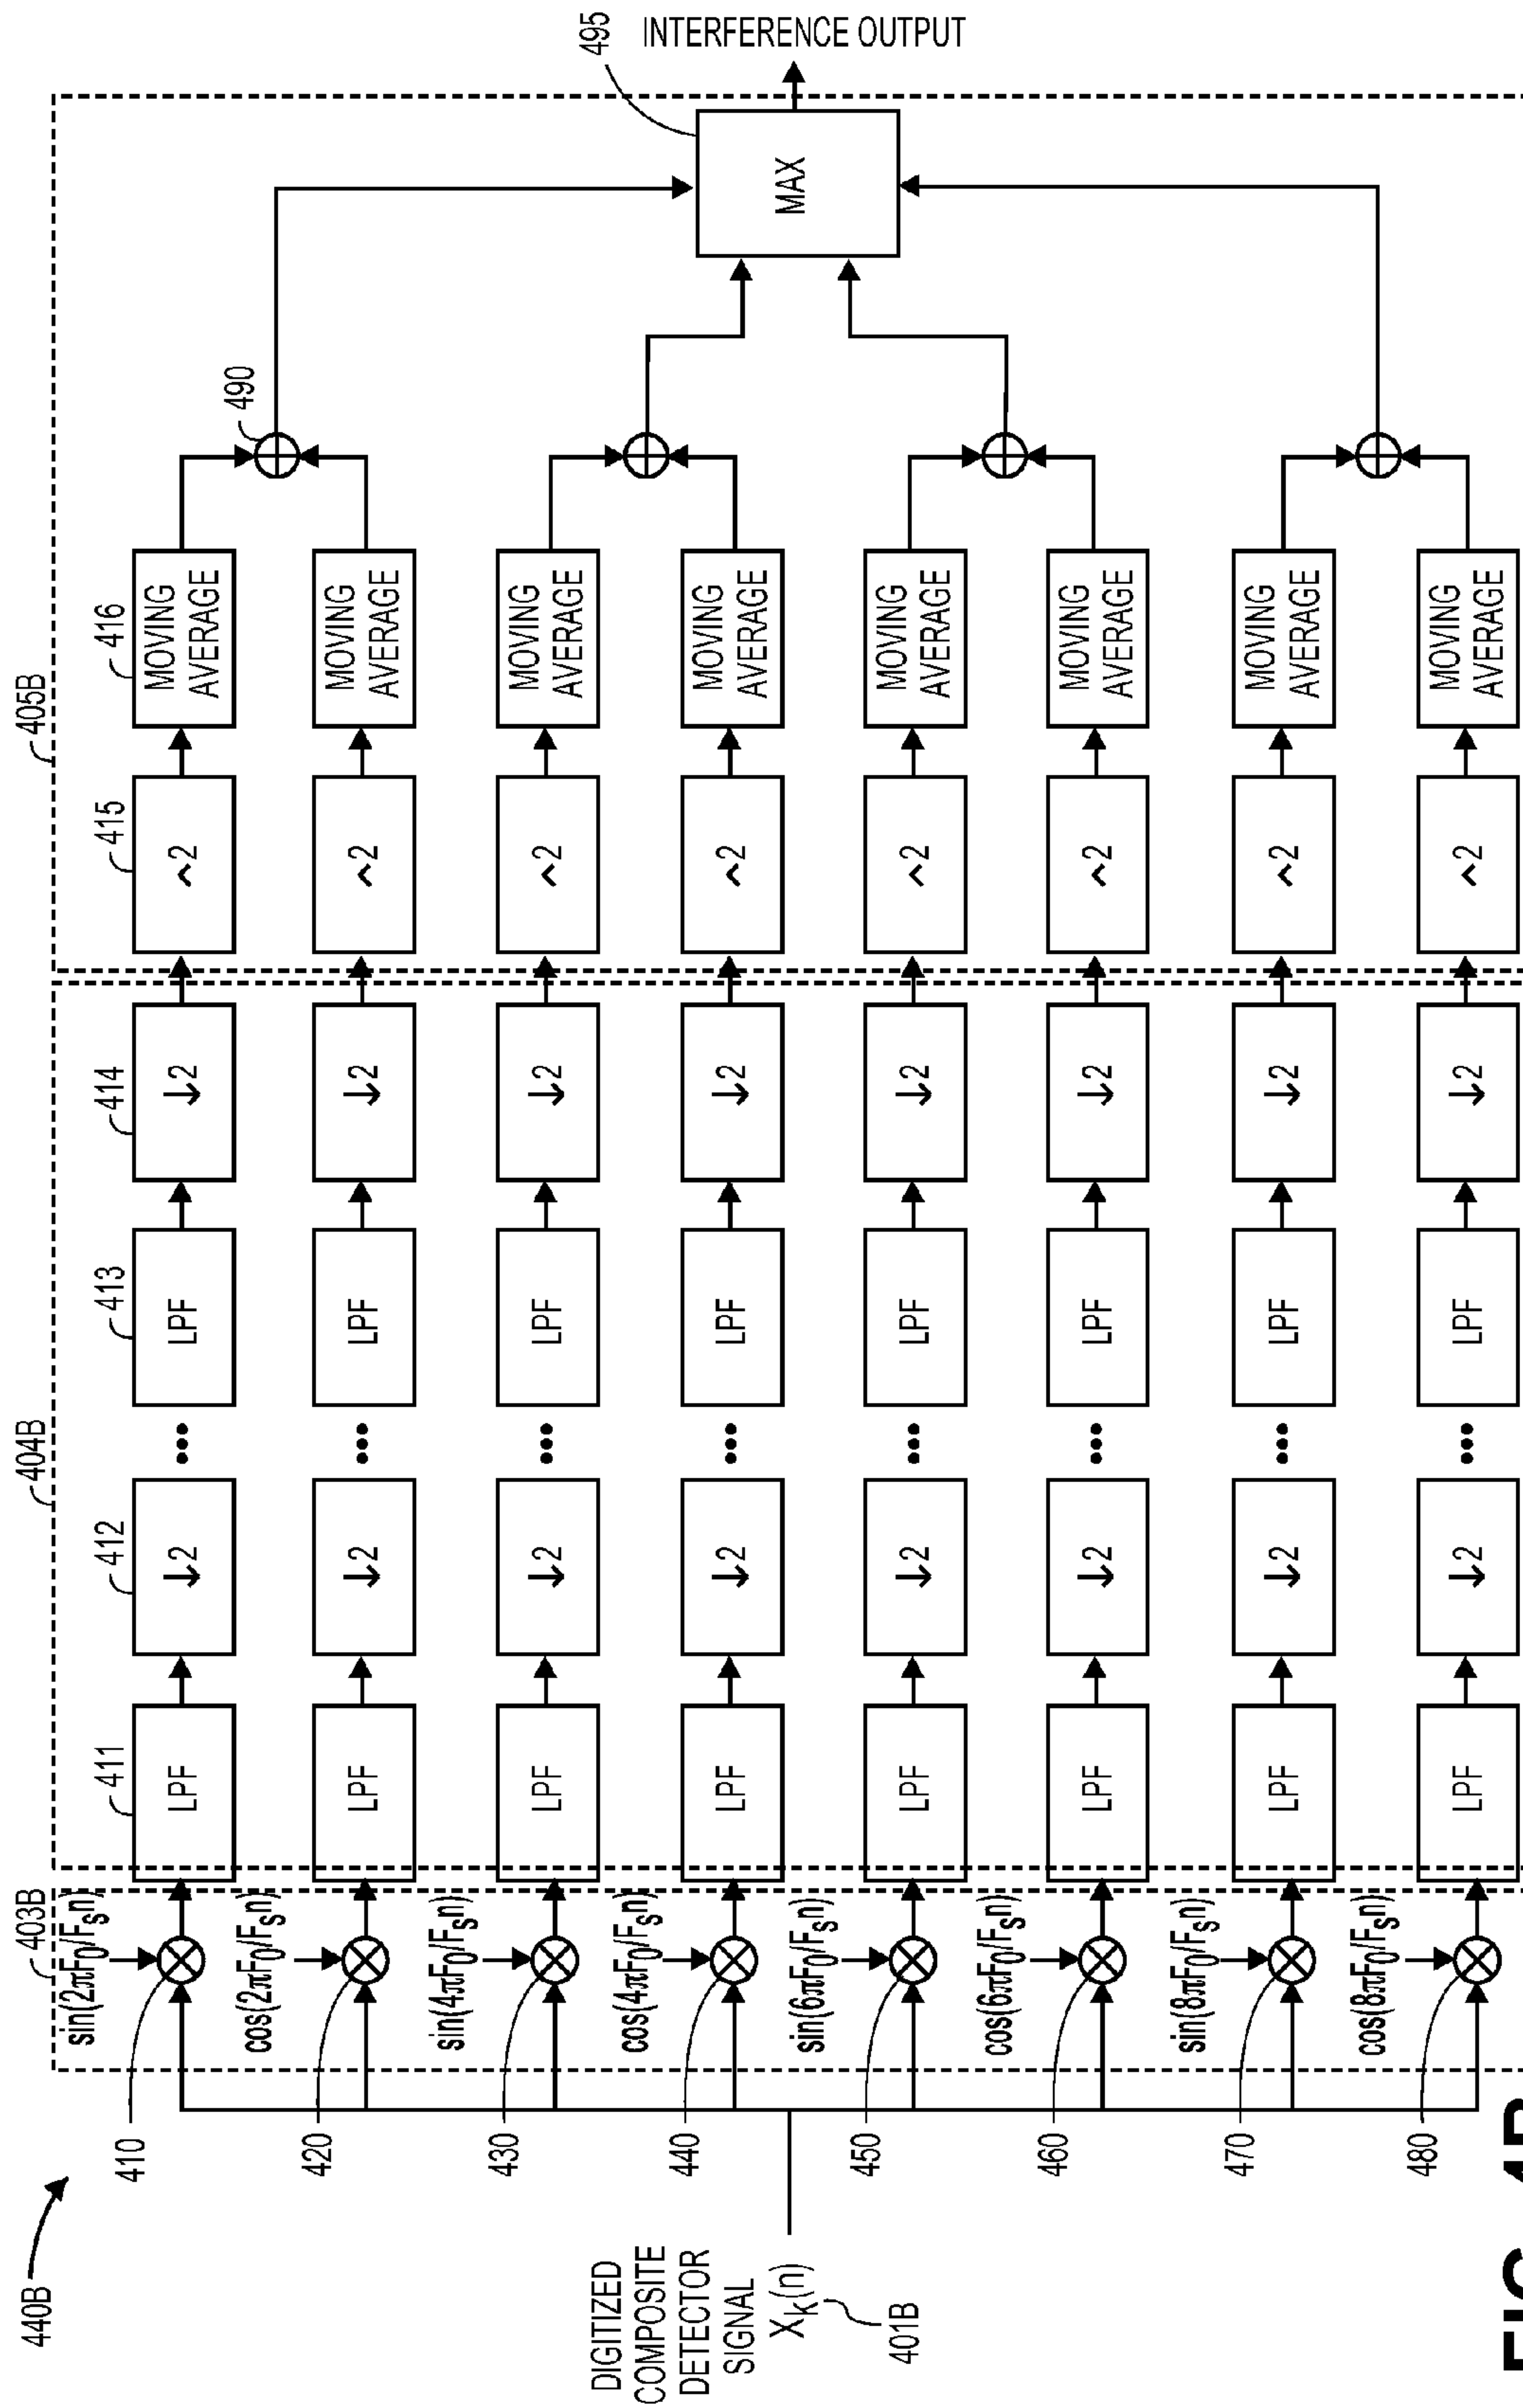 440B
403B
404B
405B
DIGITIZED
COMPOSITE
DETECTOR
SIGNAL
X_k(n)
401B
410
sin(2πF₀/Fₛn)
411
LPF
412
↓2
•••
413
LPF
414
↓2
415
^2
416
MOVING
AVERAGE
490
420
cos(2πF₀/Fₛn)
LPF
↓2
•••
LPF
↓2
^2
MOVING
AVERAGE
430
sin(4πF₀/Fₛn)
LPF
↓2
•••
LPF
↓2
^2
MOVING
AVERAGE
440
cos(4πF₀/Fₛn)
LPF
↓2
•••
LPF
↓2
^2
MOVING
AVERAGE
450
sin(6πF₀/Fₛn)
LPF
↓2
•••
LPF
↓2
^2
MOVING
AVERAGE
460
cos(6πF₀/Fₛn)
LPF
↓2
•••
LPF
↓2
^2
MOVING
AVERAGE
470
sin(8πF₀/Fₛn)
LPF
↓2
•••
LPF
↓2
^2
MOVING
AVERAGE
480
cos(8πF₀/Fₛn)
LPF
↓2
•••
LPF
↓2
^2
MOVING
AVERAGE
MAX
495
INTERFERENCE OUTPUT